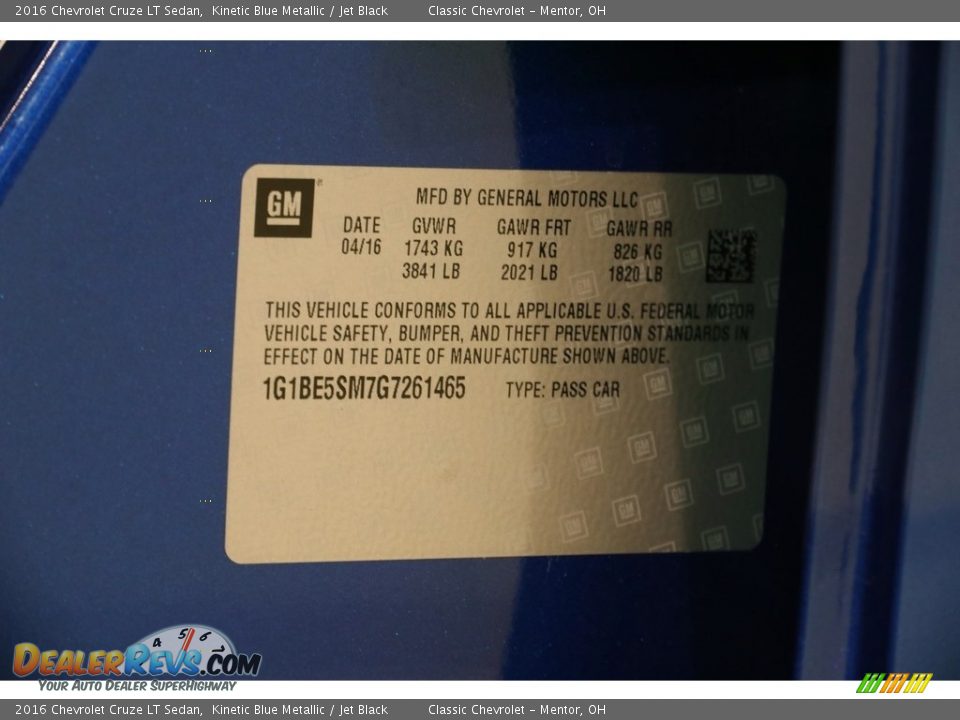 2016 Chevrolet Cruze LT Sedan, Kinetic Blue Metallic / Jet Black Classic Chevrolet - Mentor, OH
GM
MFD BY GENERAL MOTORS LLC
DATE GVWR GAWR FRT GAWR RR
04/16 1743 KG 917 KG 826 KG
3841 LB 2021 LB 1820 LB
THIS VEHICLE CONFORMS TO ALL APPLICABLE U.S. FEDERAL MOTOR
VEHICLE SAFETY, BUMPER, AND THEFT PREVENTION STANDARDS IN
EFFECT ON THE DATE OF MANUFACTURE SHOWN ABOVE.
1G1BE5SM7G7261465 TYPE: PASS CAR
4 5 6
DEALERREVS.COM
YOUR AUTO DEALER SUPERHIGHWAY
2016 Chevrolet Cruze LT Sedan, Kinetic Blue Metallic / Jet Black Classic Chevrolet - Mentor, OH